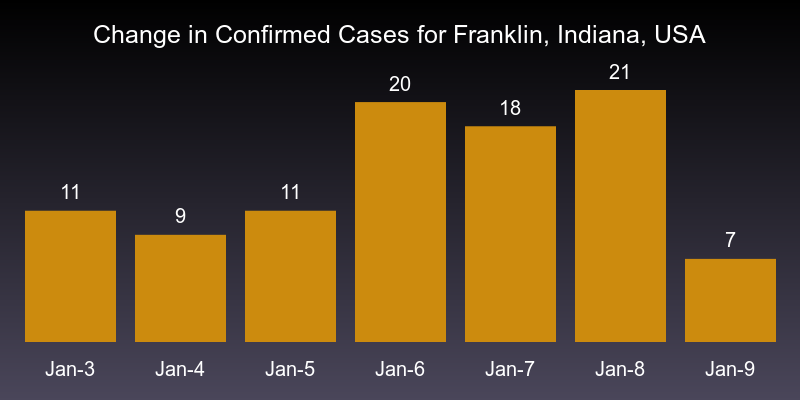 Change in Confirmed Cases for Franklin, Indiana, USA
11
9
11
20
18
21
7
Jan-3
Jan-4
Jan-5
Jan-6
Jan-7
Jan-8
Jan-9